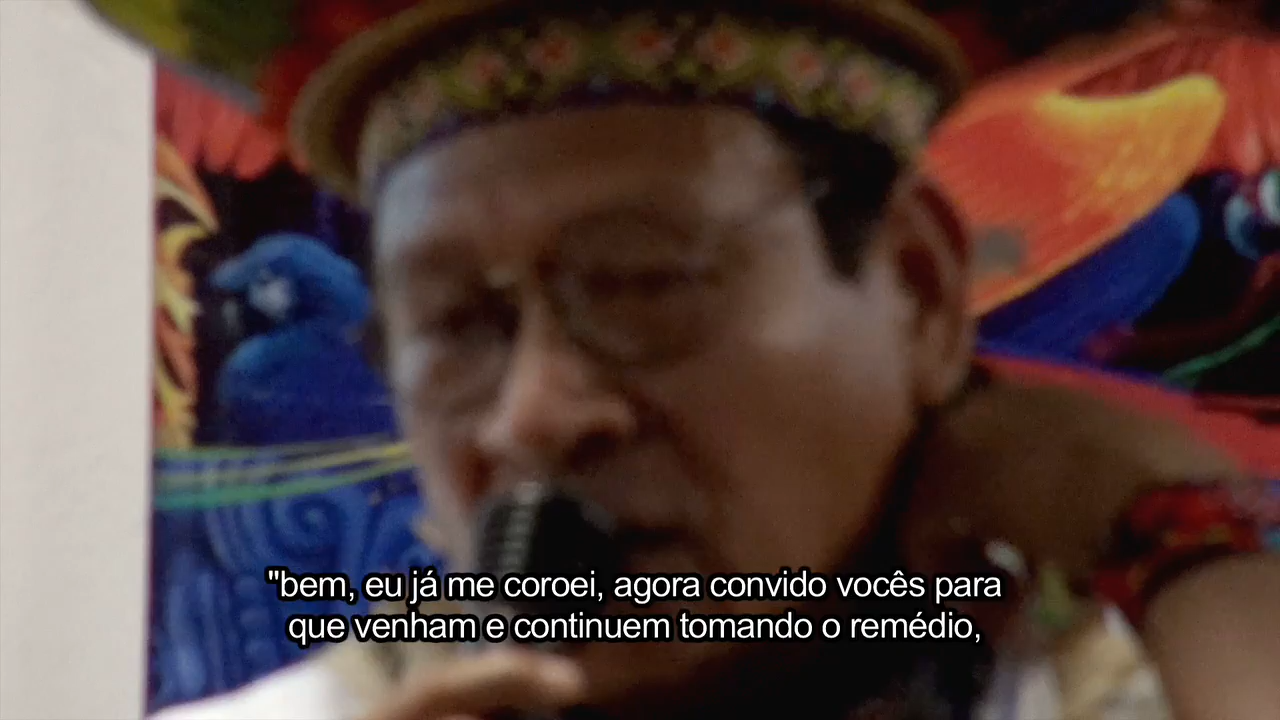 "bem, eu já me coroei, agora convido vocês para
que venham e continuem tomando o remédio,